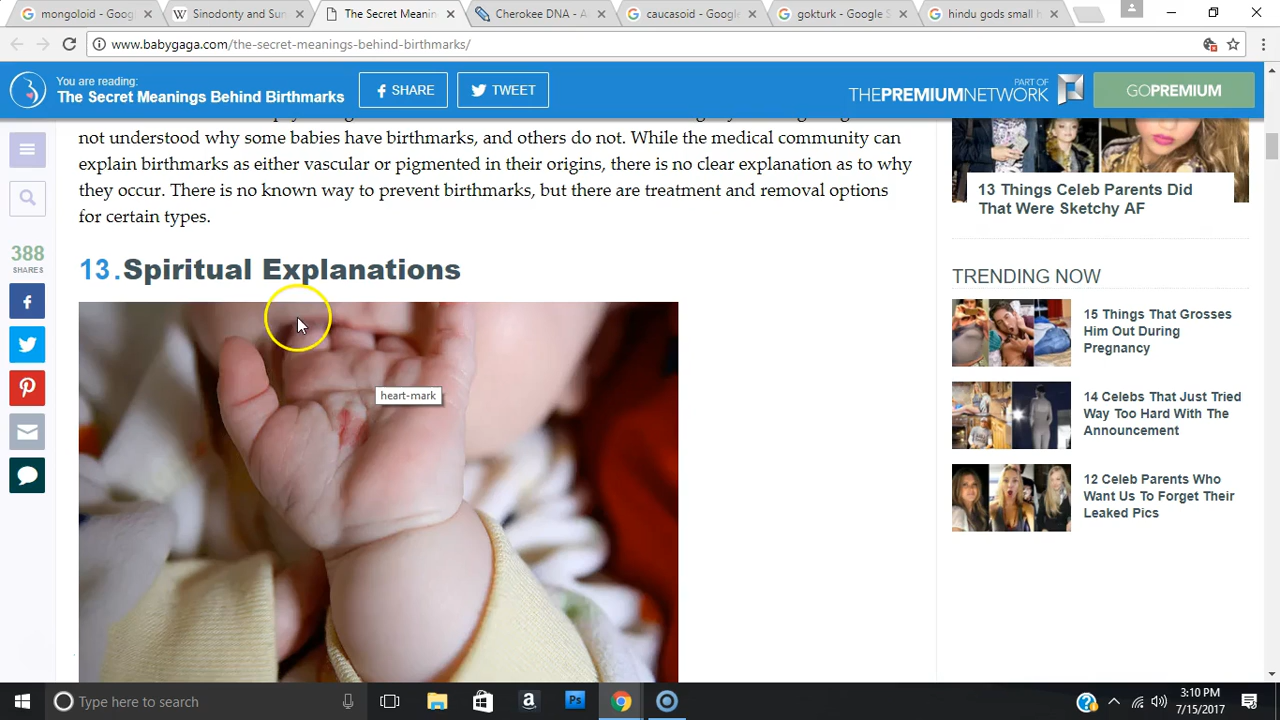 mongoloid - Goog
Sinodonty and Sun
The Secret Meanin
Cherokee DNA - A
caucasoid - Google
gokturk - Google S
hindu gods small h
www.babygaga.com/the-secret-meanings-behind-birthmarks/
You are reading:
The Secret Meanings Behind Birthmarks
SHARE
TWEET
PART OF
THEPREMIUMNETWORK
GOPREMIUM
not understood why some babies have birthmarks, and others do not. While the medical community can
explain birthmarks as either vascular or pigmented in their origins, there is no clear explanation as to why
they occur. There is no known way to prevent birthmarks, but there are treatment and removal options
for certain types.
388
SHARES
13. Spiritual Explanations
heart-mark
13 Things Celeb Parents Did
That Were Sketchy AF
TRENDING NOW
15 Things That Grosses
Him Out During
Pregnancy
14 Celebs That Just Tried
Way Too Hard With The
Announcement
12 Celeb Parents Who
Want Us To Forget Their
Leaked Pics
Type here to search
3:10 PM
7/15/2017